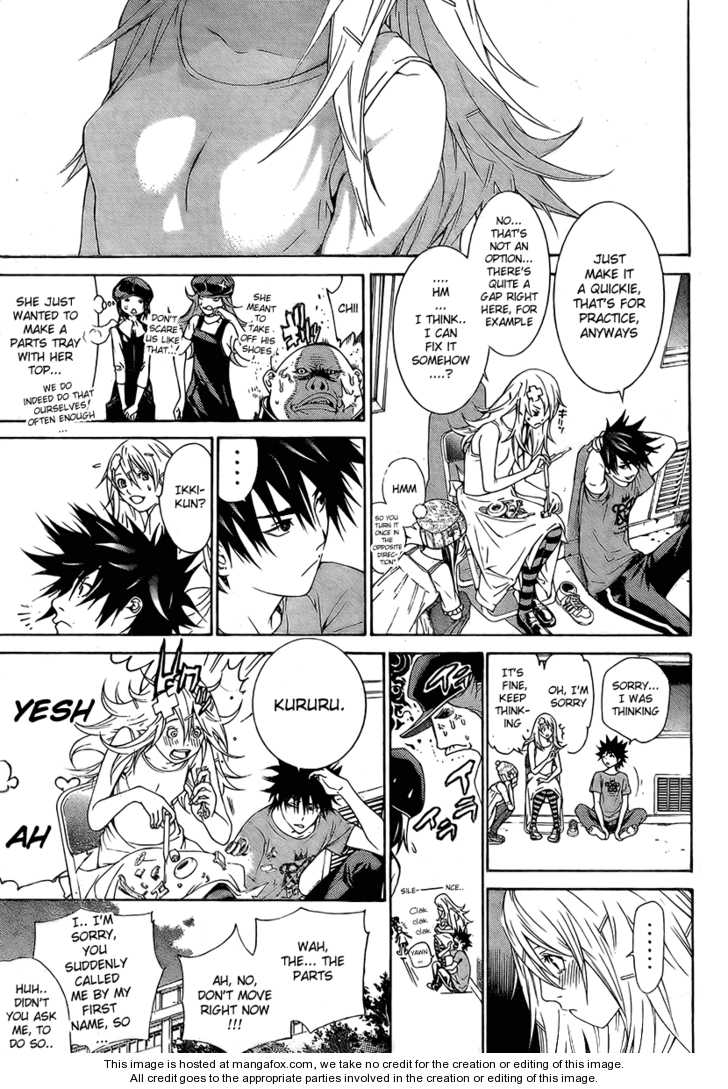 JUST
MAKE IT
A QUICKIE,
THAT'S FOR
PRACTICE,
ANYWAYS
NO...
THAT'S
NOT AN
OPTION...
THERE'S
QUITE A
GAP RIGHT
HERE, FOR
EXAMPLE
....
HM
...
I THINK..
I CAN
FIX IT
SOMEHOW
....?
HMM
SO YOU
TURN IT
ONCE IN
THE
OPPOSITE
DIREC-
TION"
CHI!
SHE
MEANT
TO
TAKE
OFF HIS
SHOES...
DON'T
SCARE
US LIKE
THAT...
SHE JUST
WANTED TO
MAKE A
PARTS TRAY
WITH HER
TOP...
WE DO
INDEED DO THAT
OURSELVES!
OFTEN ENOUGH
...
....
IKKI-
KUN?
SORRY...
I WAS
THINKING
OH, I'M
SORRY
IT'S
FINE,
KEEP
THINK-
ING
SILE- NCE..
Clak
clak
clak
YAWN
...
KURURU.
YESH
AH
....
WAH,
THE... THE
PARTS
AH, NO,
DON'T MOVE
RIGHT NOW
!!!
I.. I'M
SORRY,
YOU
SUDDENLY
CALLED
ME BY MY
FIRST
NAME, SO
...
HUH..
DIDN'T
YOU ASK
ME, TO
DO SO..
This image is hosted at mangafox.com, we take no credit for the creation or editing of this image.
All credit goes to the appropriate parties involved in the creation or editing of this image.